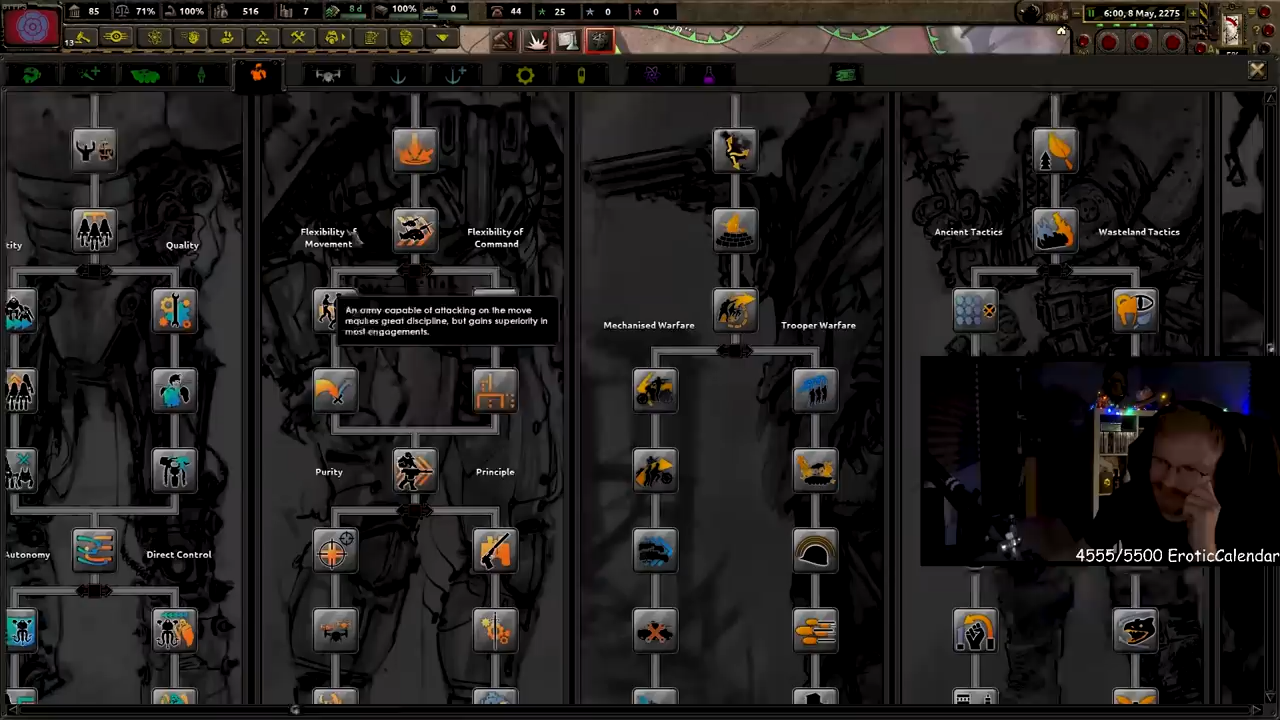 85 71% 100% 516 7 8 d 100% 0 44 25 0 0 6:00, 8 May, 2275
13
Quality
Flexibility of
Movement
Flexibility of
Command
Ancient Tactics
Wasteland Tactics
An army capable of attacking on the move
requires great discipline, but gains superiority in
most engagements.
Mechanised Warfare
Trooper Warfare
Purity
Principle
Autonomy
Direct Control
4555/5500 EroticCalendar